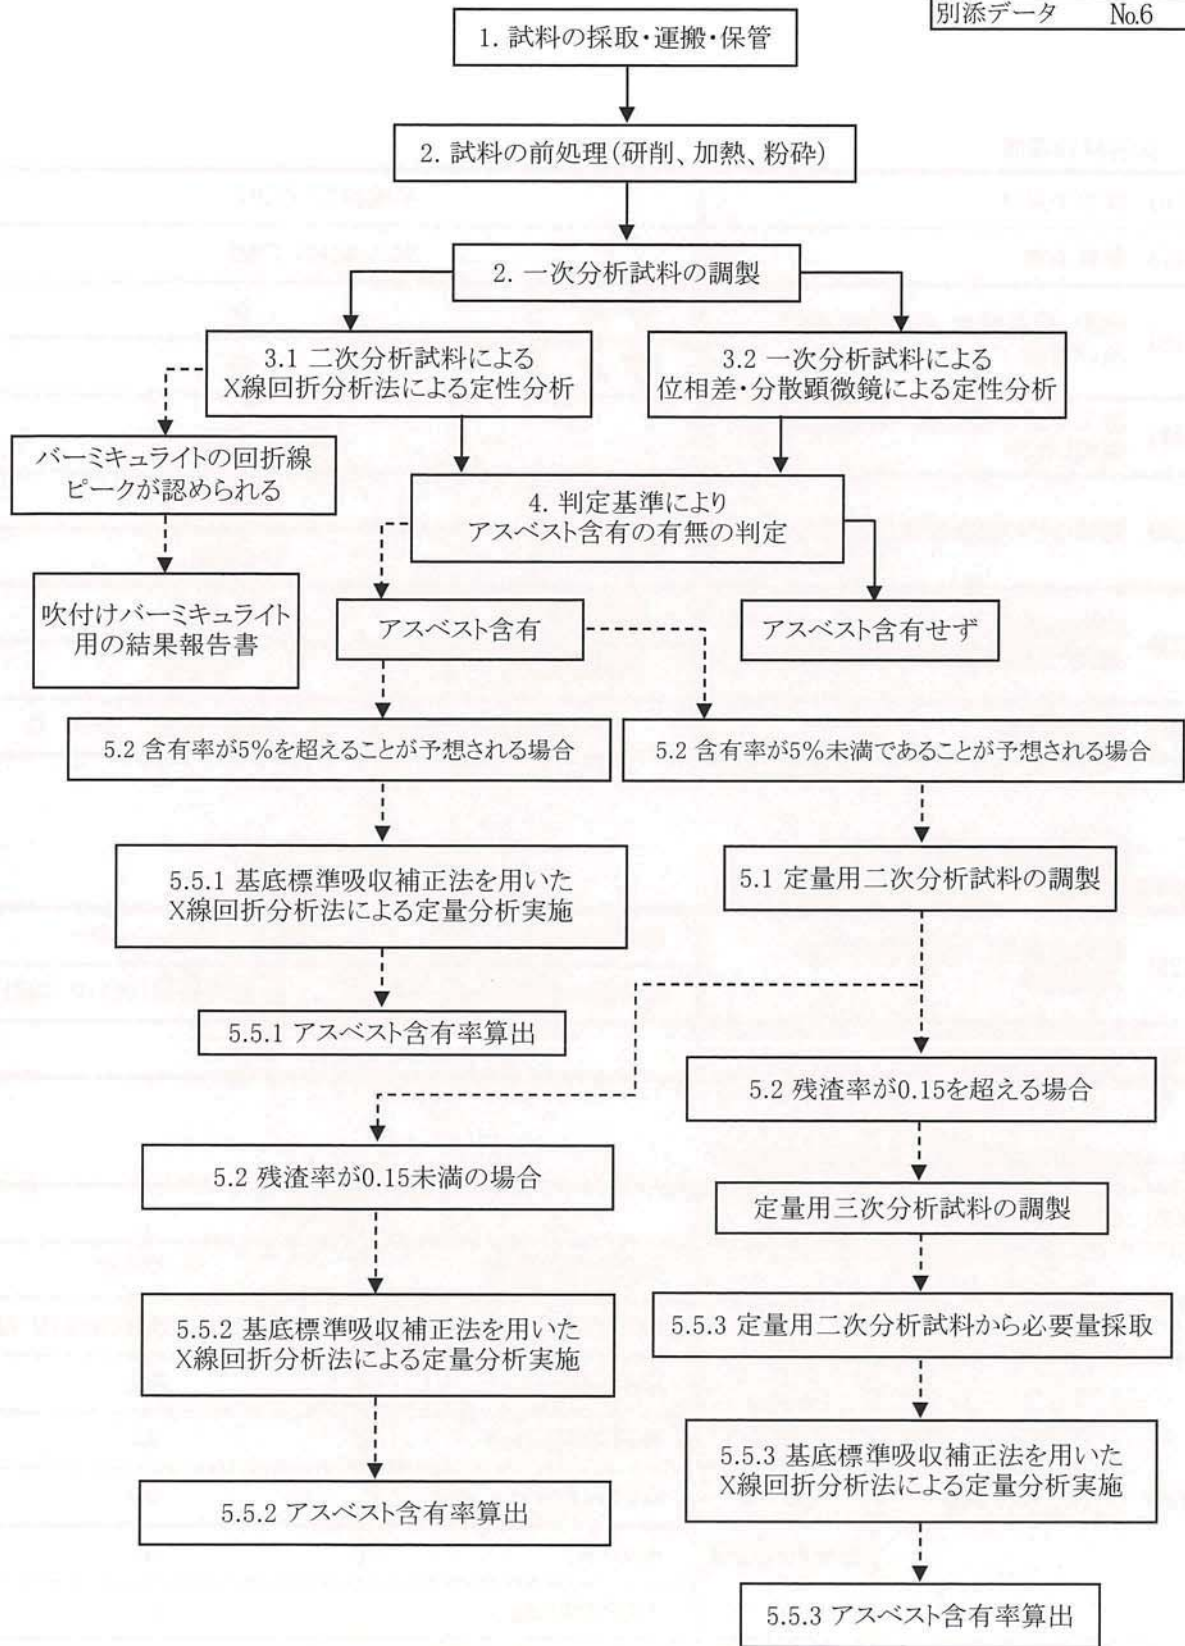 別添データ No.6
1. 試料の採取・運搬・保管
2. 試料の前処理(研削、加熱、粉砕)
2. 一次分析試料の調製
3.1 二次分析試料による
X線回折分析法による定性分析
3.2 一次分析試料による
位相差・分散顕微鏡による定性分析
バーミキュライトの回折線
ピークが認められる
4. 判定基準により
アスベスト含有の有無の判定
吹付けバーミキュライト
用の結果報告書
アスベスト含有
アスベスト含有せず
5.2 含有率が5%を超えることが予想される場合
5.2 含有率が5%未満であることが予想される場合
5.5.1 基底標準吸収補正法を用いた
X線回折分析法による定量分析実施
5.1 定量用二次分析試料の調製
5.5.1 アスベスト含有率算出
5.2 残渣率が0.15を超える場合
5.2 残渣率が0.15未満の場合
定量用三次分析試料の調製
5.5.2 基底標準吸収補正法を用いた
X線回折分析法による定量分析実施
5.5.3 定量用二次分析試料から必要量採取
5.5.3 基底標準吸収補正法を用いた
X線回折分析法による定量分析実施
5.5.2 アスベスト含有率算出
5.5.3 アスベスト含有率算出